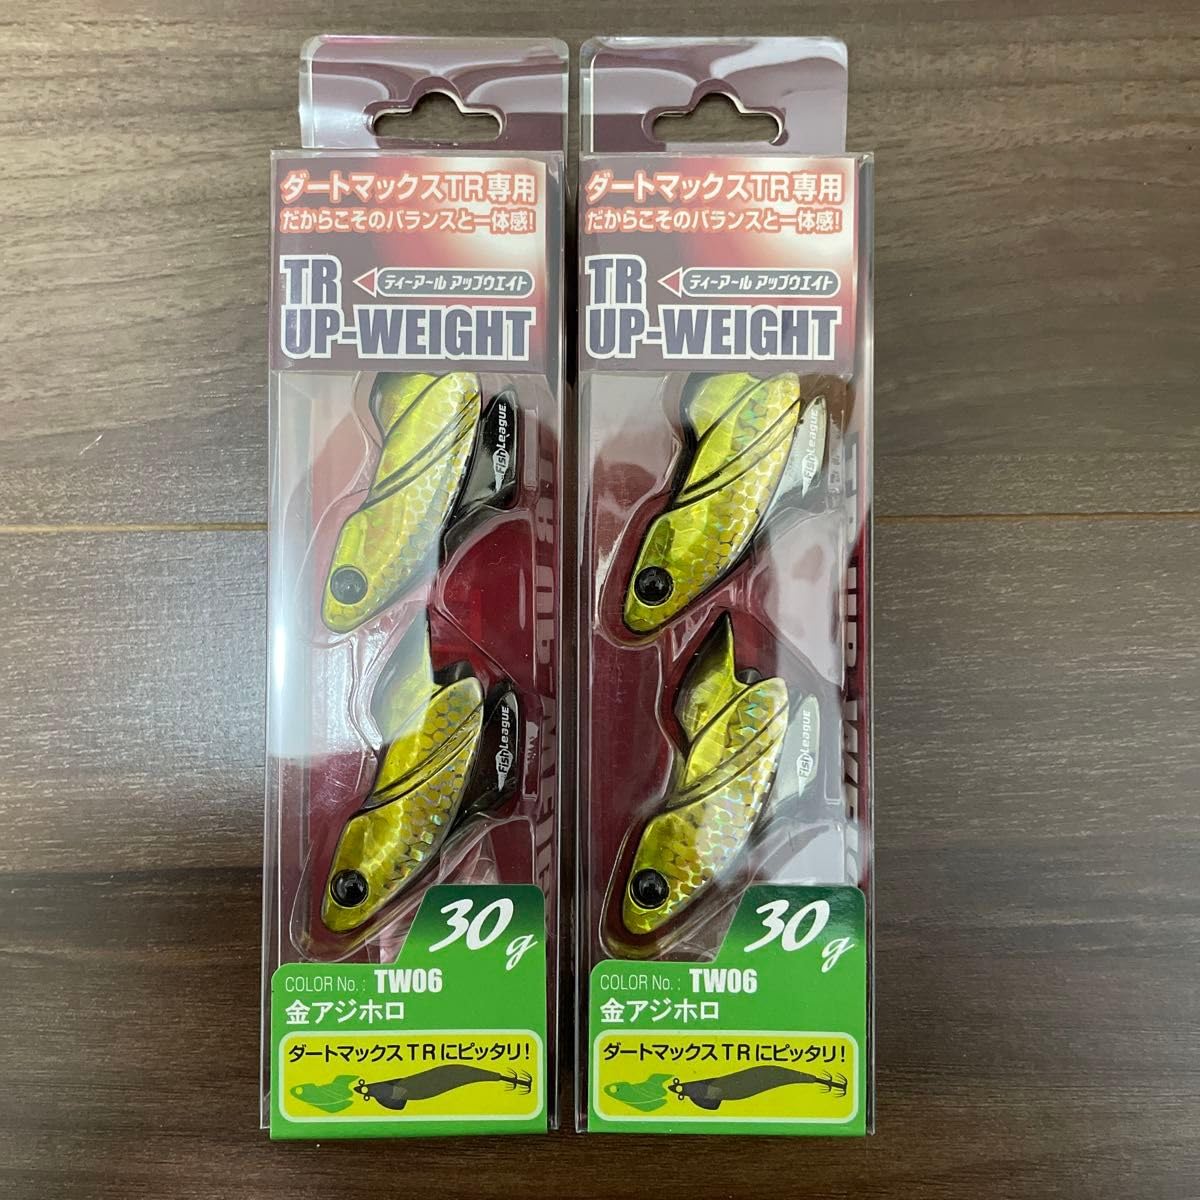 ダートマックスTR専用
だからこそのバランスと一体感!
TR
ティーアール アップウエイト
UP-WEIGHT
FishLeague
FishLeague
30g
COLOR No.: TW06
金アジホロ
ダートマックスTRにピッタリ!
ダートマックスTR専用
だからこそのバランスと一体感!
TR
ティーアール アップウエイト
UP-WEIGHT
FishLeague
FishLeague
30g
COLOR No.: TW06
金アジホロ
ダートマックスTRにピッタリ!